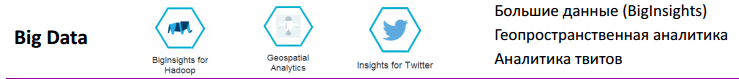 Big Data
BigInsights for
Hadoop
Geospatial
Analytics
Insights for Twitter
Большие данные (BigInsights)
Геопространственная аналитика
Аналитика твитов